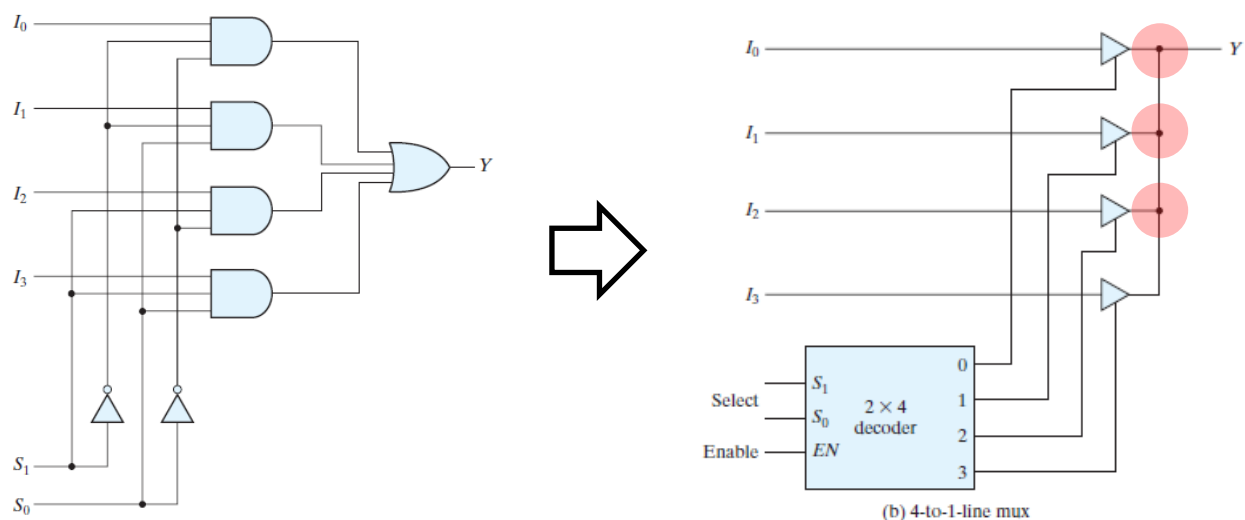 I₀
I₁
I₂
I₃
Y
S₁
S₀
I₀
Y
I₁
I₂
I₃
Select
Enable
S₁
S₀
EN
2 × 4
decoder
0
1
2
3
(b) 4-to-1-line mux